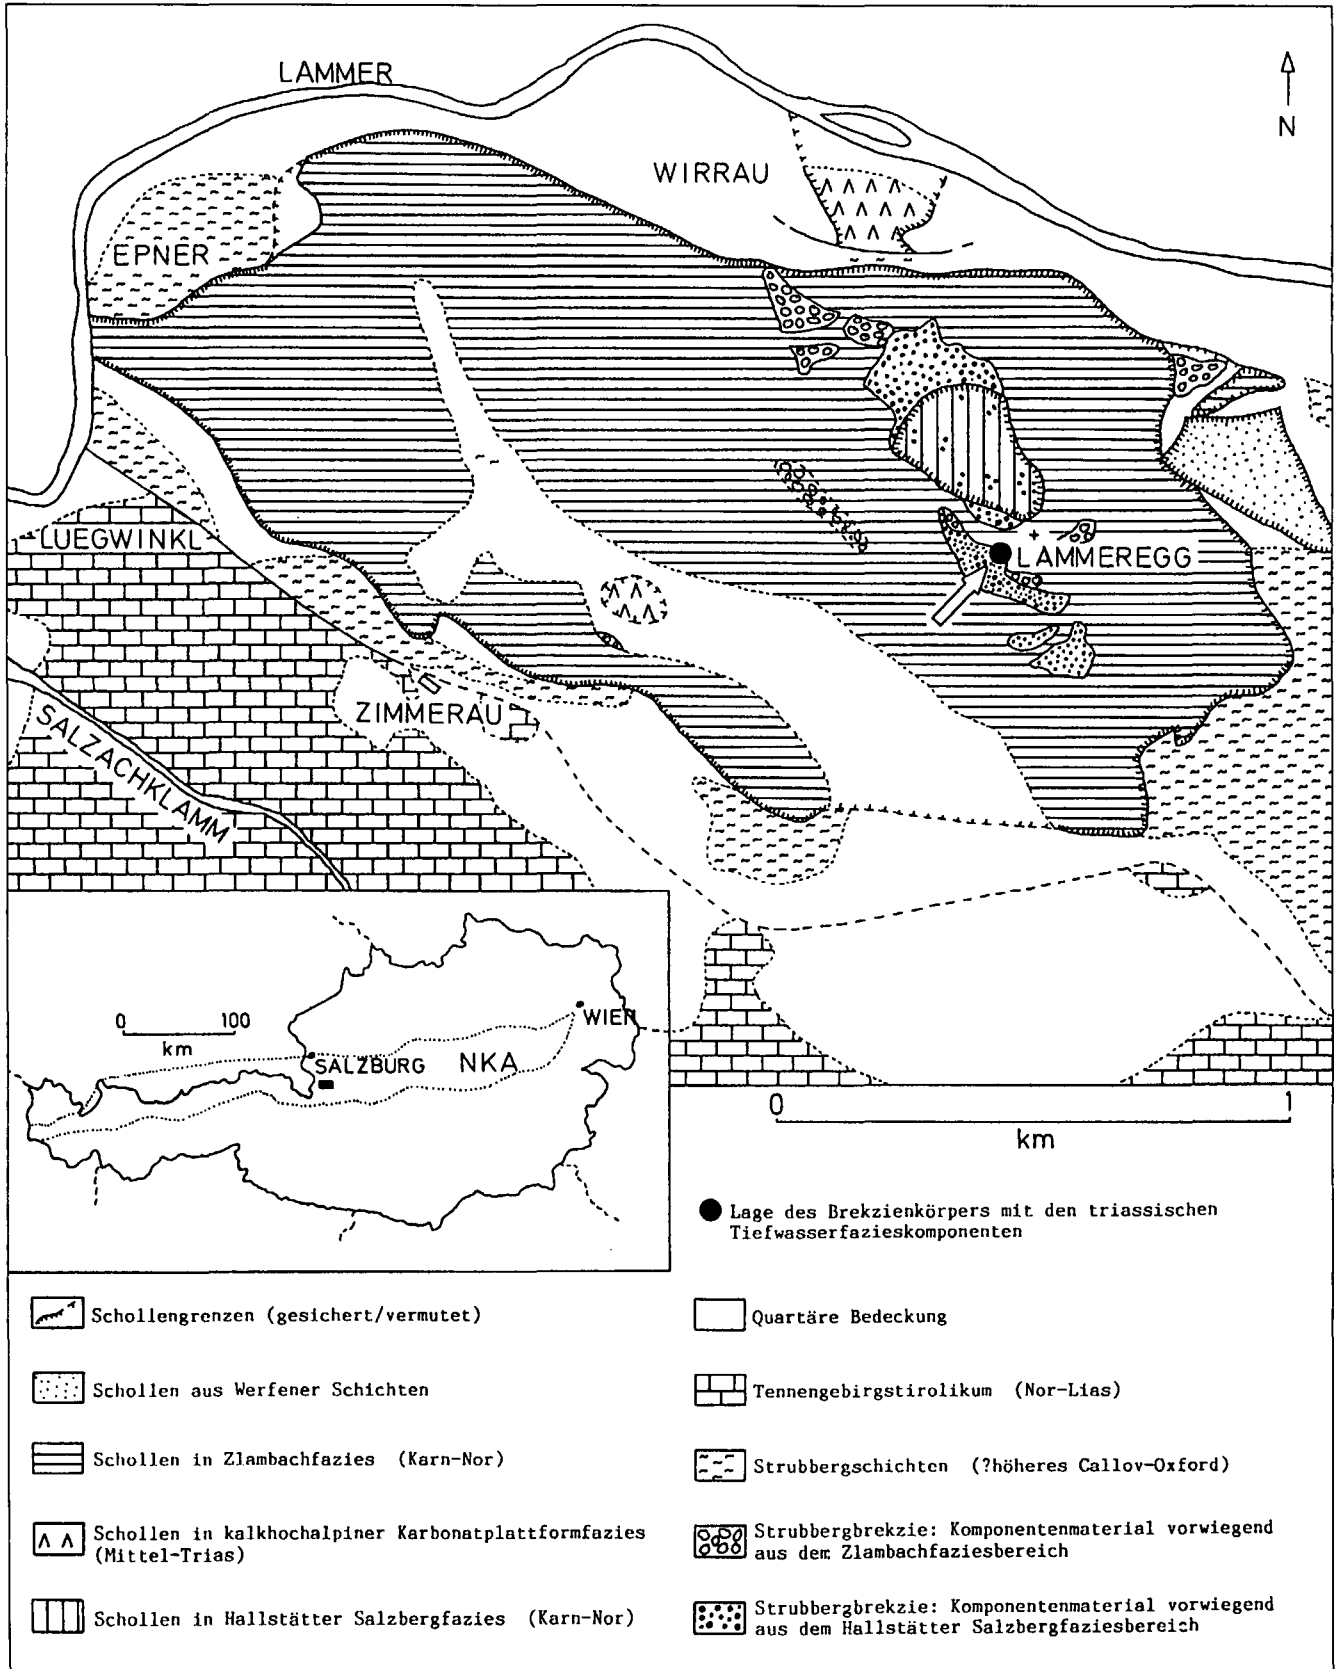 LAMMER
N
WIRRAU
EPNER
LUEGWINKL
LAMMEREGG
ZIMMERAU
SALZACHKLAMM
0 100
km
WIEN
SALZBURG
NKA
0 1
km
Lage des Brekzienkörpers mit den triassischen
Tiefwasserfazieskomponenten
Schollengrenzen (gesichert/vermutet)
Schollen aus Werfener Schichten
Schollen in Zlambachfazies (Karn-Nor)
Schollen in kalkhochalpiner Karbonatplattformfazies
(Mittel-Trias)
Schollen in Hallstätter Salzbergfazies (Karn-Nor)
Quartäre Bedeckung
Tennengebirgstirolikum (Nor-Lias)
Strubbergschichten (?höheres Callov-Oxford)
Strubbergbrekzie: Komponentenmaterial vorwiegend
aus dem Zlambachfaziesbereich
Strubbergbrekzie: Komponentenmaterial vorwiegend
aus dem Hallstätter Salzbergfaziesbereich